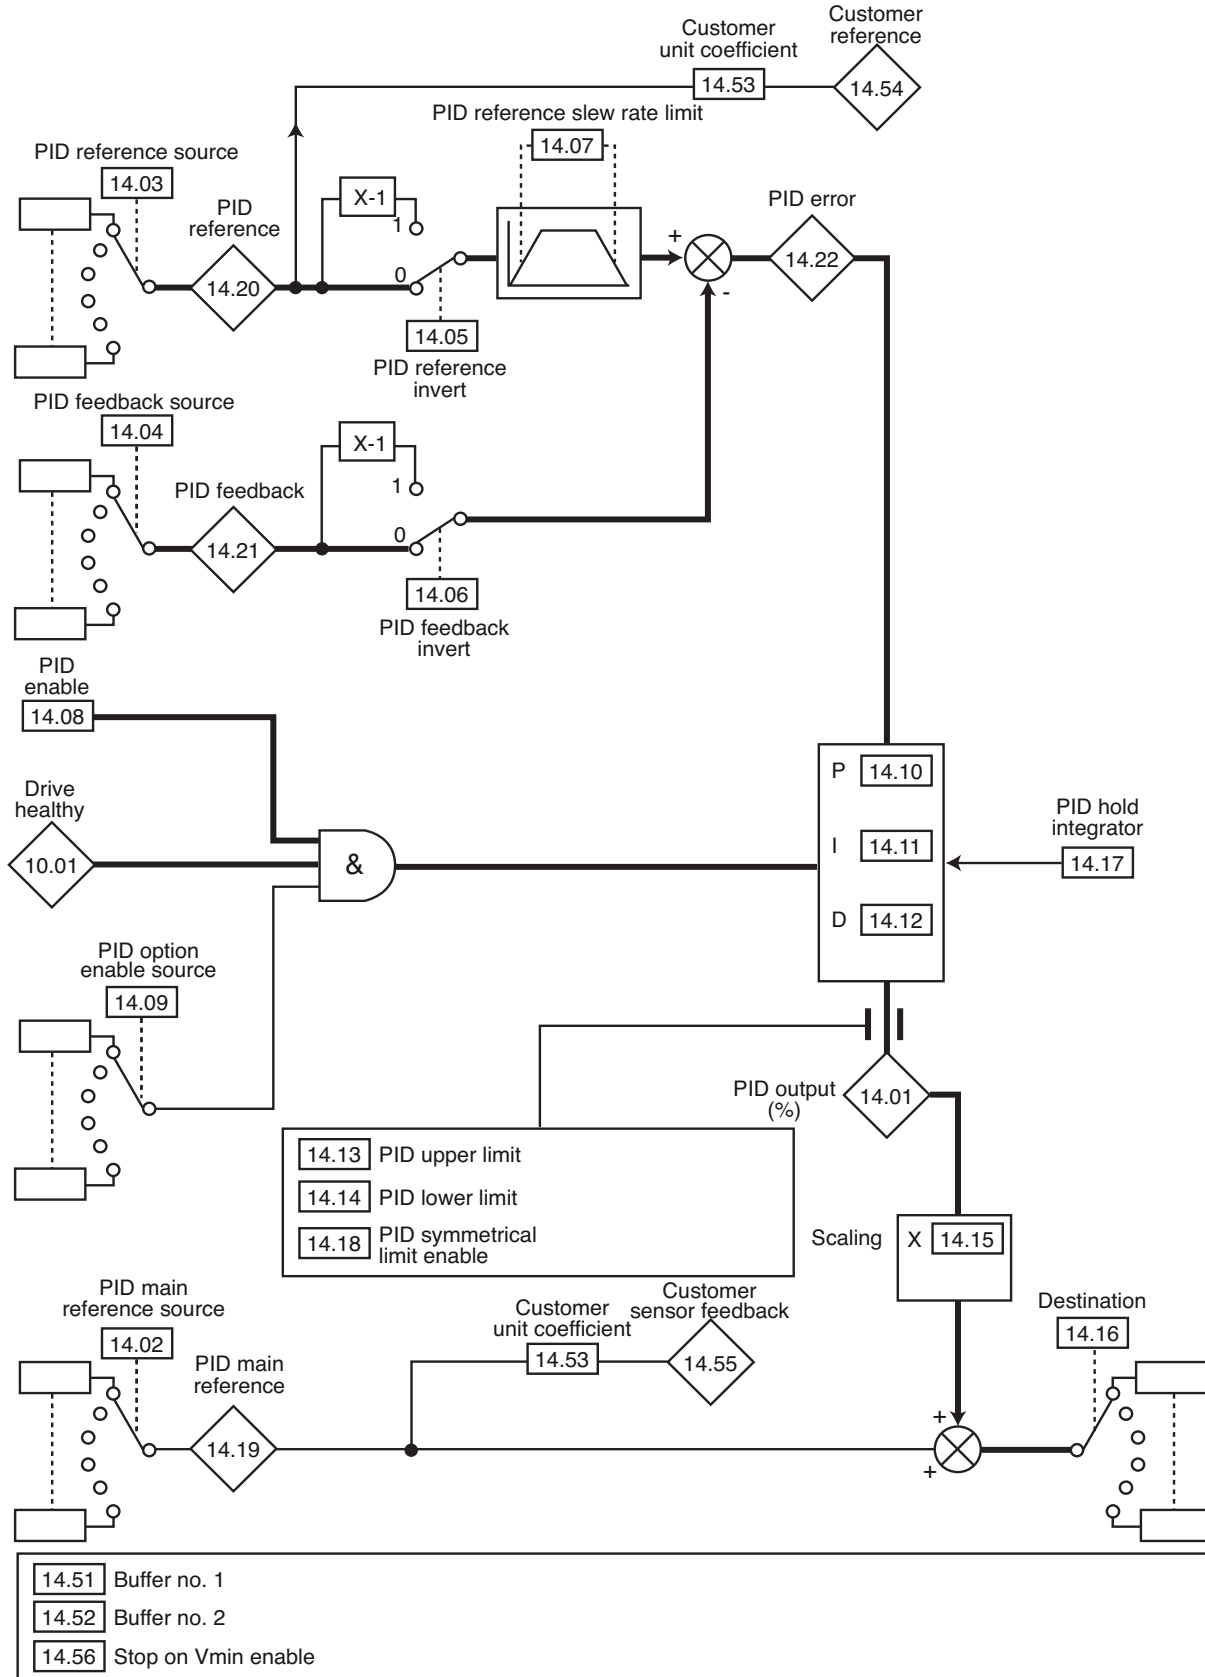 Customer
unit coefficient
14.53
Customer
reference
14.54
PID reference slew rate limit
14.07
PID reference source
14.03
PID
reference
14.20
X-1
1
0
14.05
PID reference
invert
+
-
PID error
14.22
PID feedback source
14.04
PID feedback
14.21
X-1
1
0
14.06
PID feedback
invert
PID
enable
14.08
Drive
healthy
10.01
&
P 14.10
I 14.11
D 14.12
PID hold
integrator
14.17
PID option
enable source
14.09
PID output
(%)
14.01
14.13 PID upper limit
14.14 PID lower limit
14.18 PID symmetrical
limit enable
Scaling
X 14.15
PID main
reference source
14.02
PID main
reference
14.19
Customer
unit coefficient
14.53
Customer
sensor feedback
14.55
+
+
Destination
14.16
14.51 Buffer no. 1
14.52 Buffer no. 2
14.56 Stop on Vmin enable